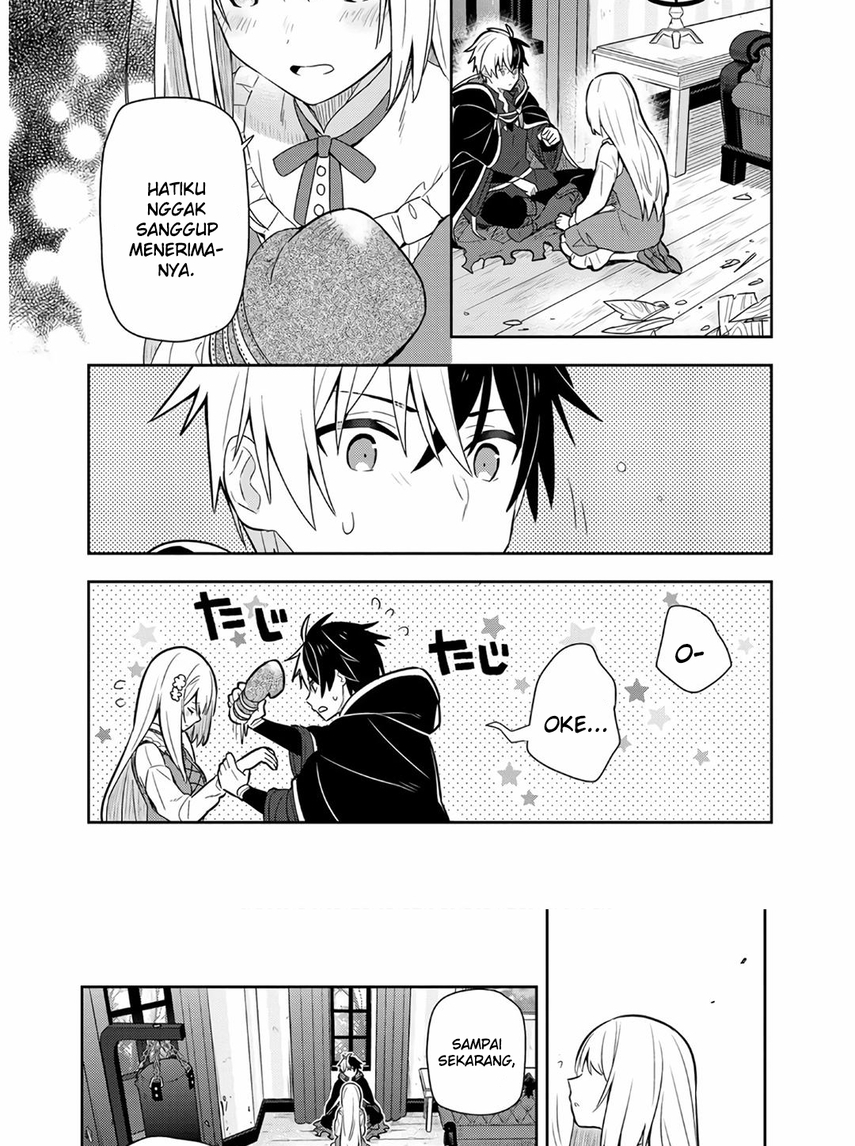 HATIKU
NGGAK
SANGGUP
MENERIMA-
NYA.
たじ
たじ
O-
OKE...
SAMPAI
SEKARANG,